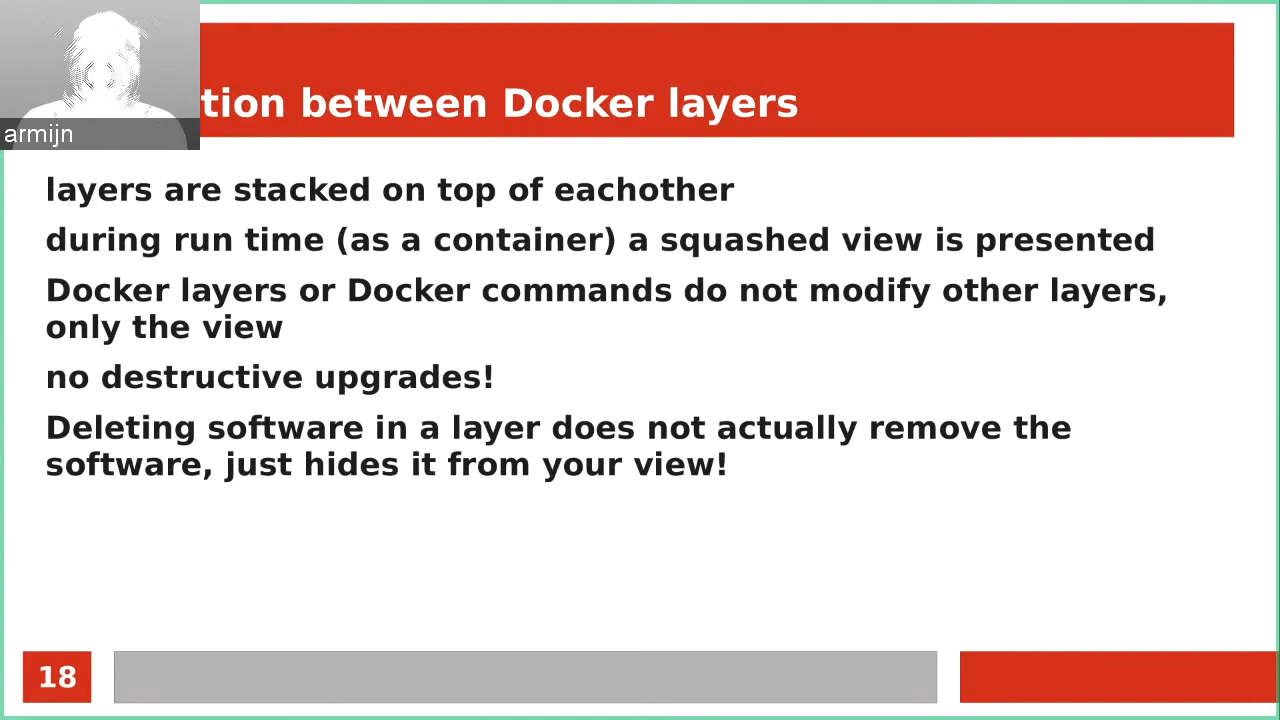 tion between Docker layers
armijn
layers are stacked on top of eachother
during run time (as a container) a squashed view is presented
Docker layers or Docker commands do not modify other layers,
only the view
no destructive upgrades!
Deleting software in a layer does not actually remove the
software, just hides it from your view!
18